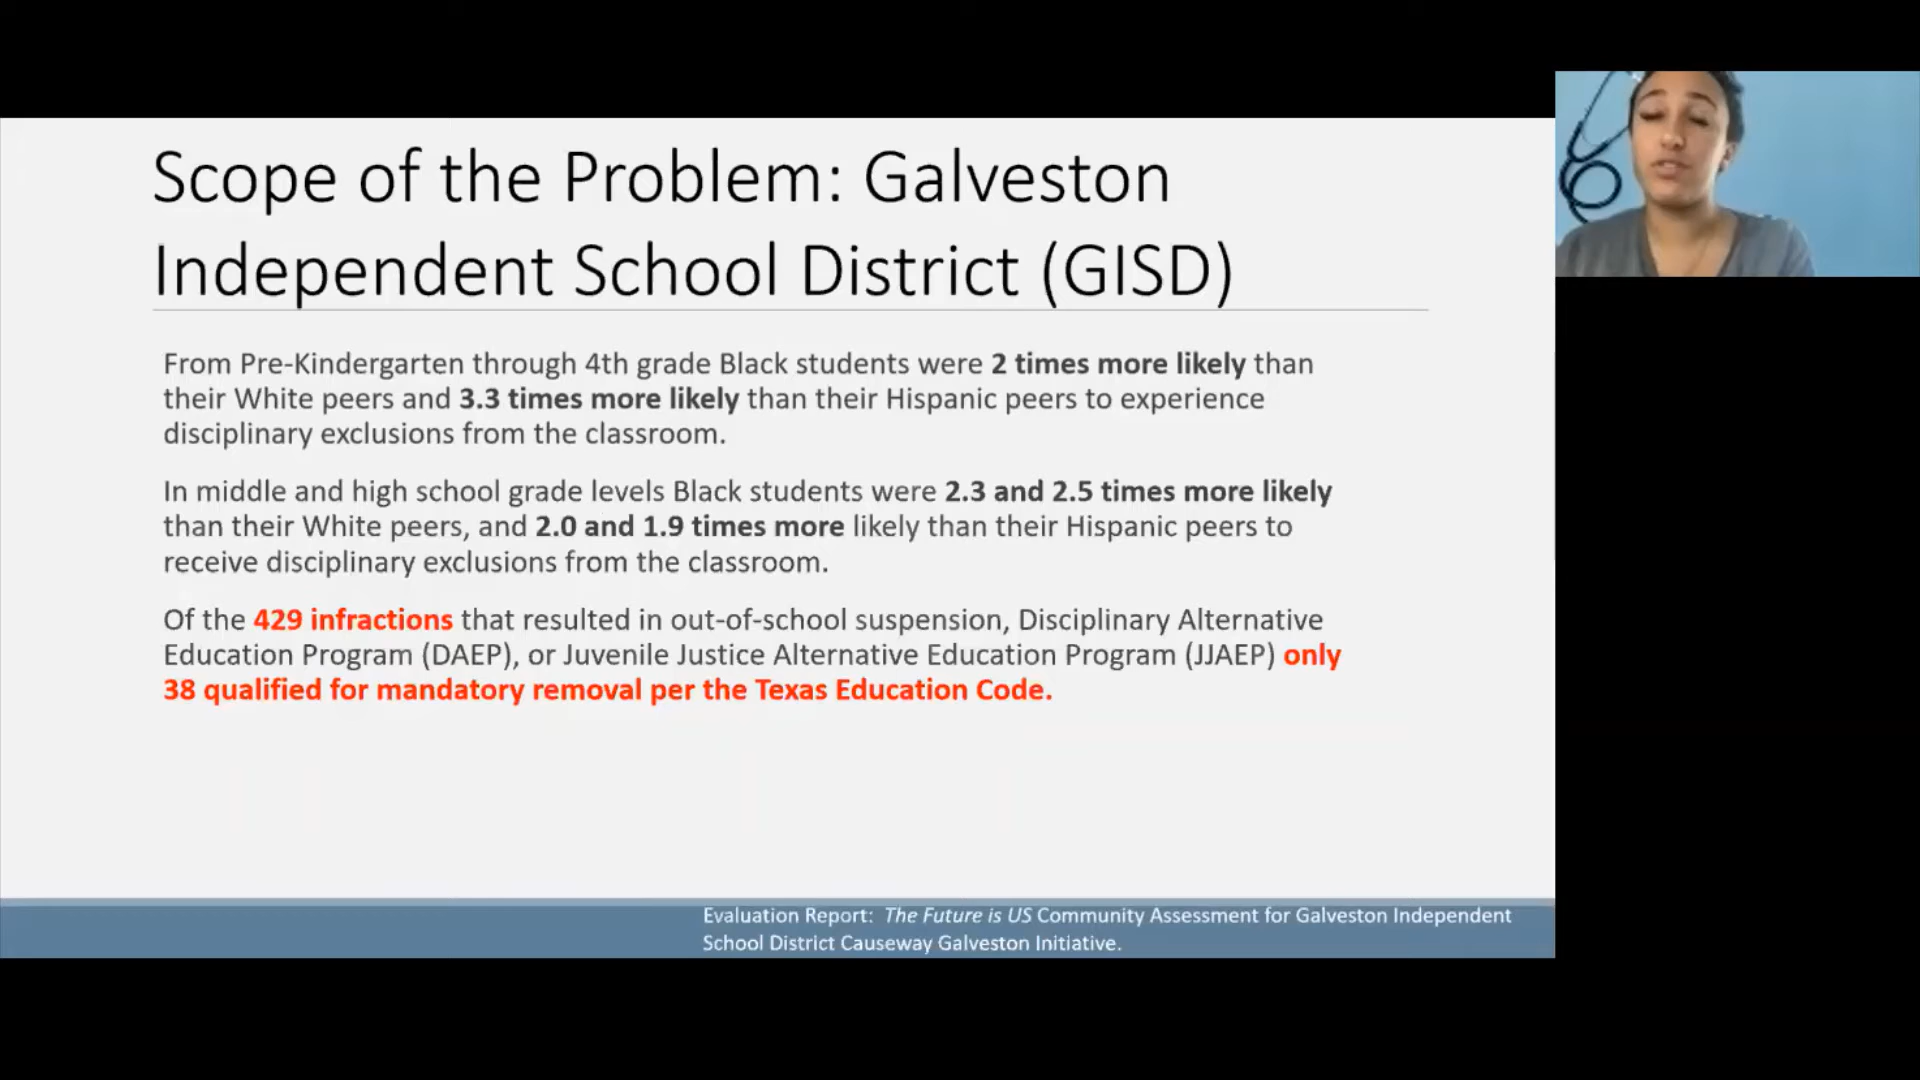 Scope of the Problem: Galveston
Independent School District (GISD)
From Pre-Kindergarten through 4th grade Black students were 2 times more likely than
their White peers and 3.3 times more likely than their Hispanic peers to experience
disciplinary exclusions from the classroom.
In middle and high school grade levels Black students were 2.3 and 2.5 times more likely
than their White peers, and 2.0 and 1.9 times more likely than their Hispanic peers to
receive disciplinary exclusions from the classroom.
Of the 429 infractions that resulted in out-of-school suspension, Disciplinary Alternative
Education Program (DAEP), or Juvenile Justice Alternative Education Program (JJAEP) only
38 qualified for mandatory removal per the Texas Education Code.
Evaluation Report: The Future is US Community Assessment for Galveston Independent
School District Causeway Galveston Initiative.